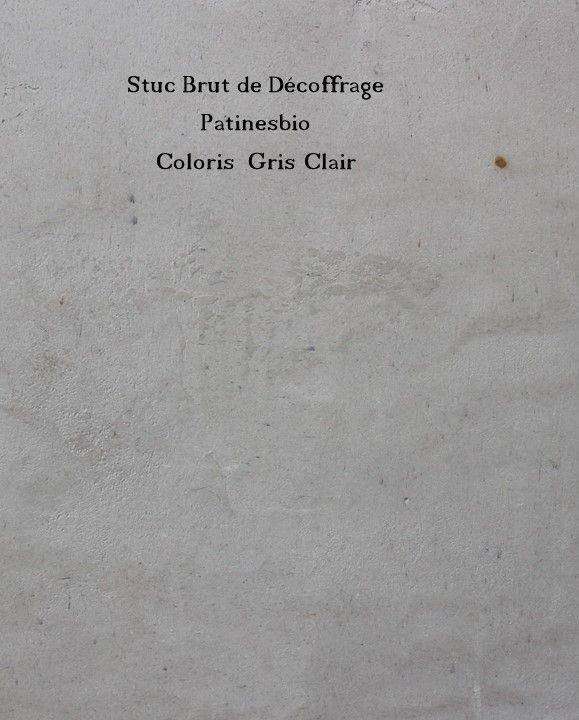 Stuc Brut de Décoffrage
Patinesbio
Coloris Gris Clair